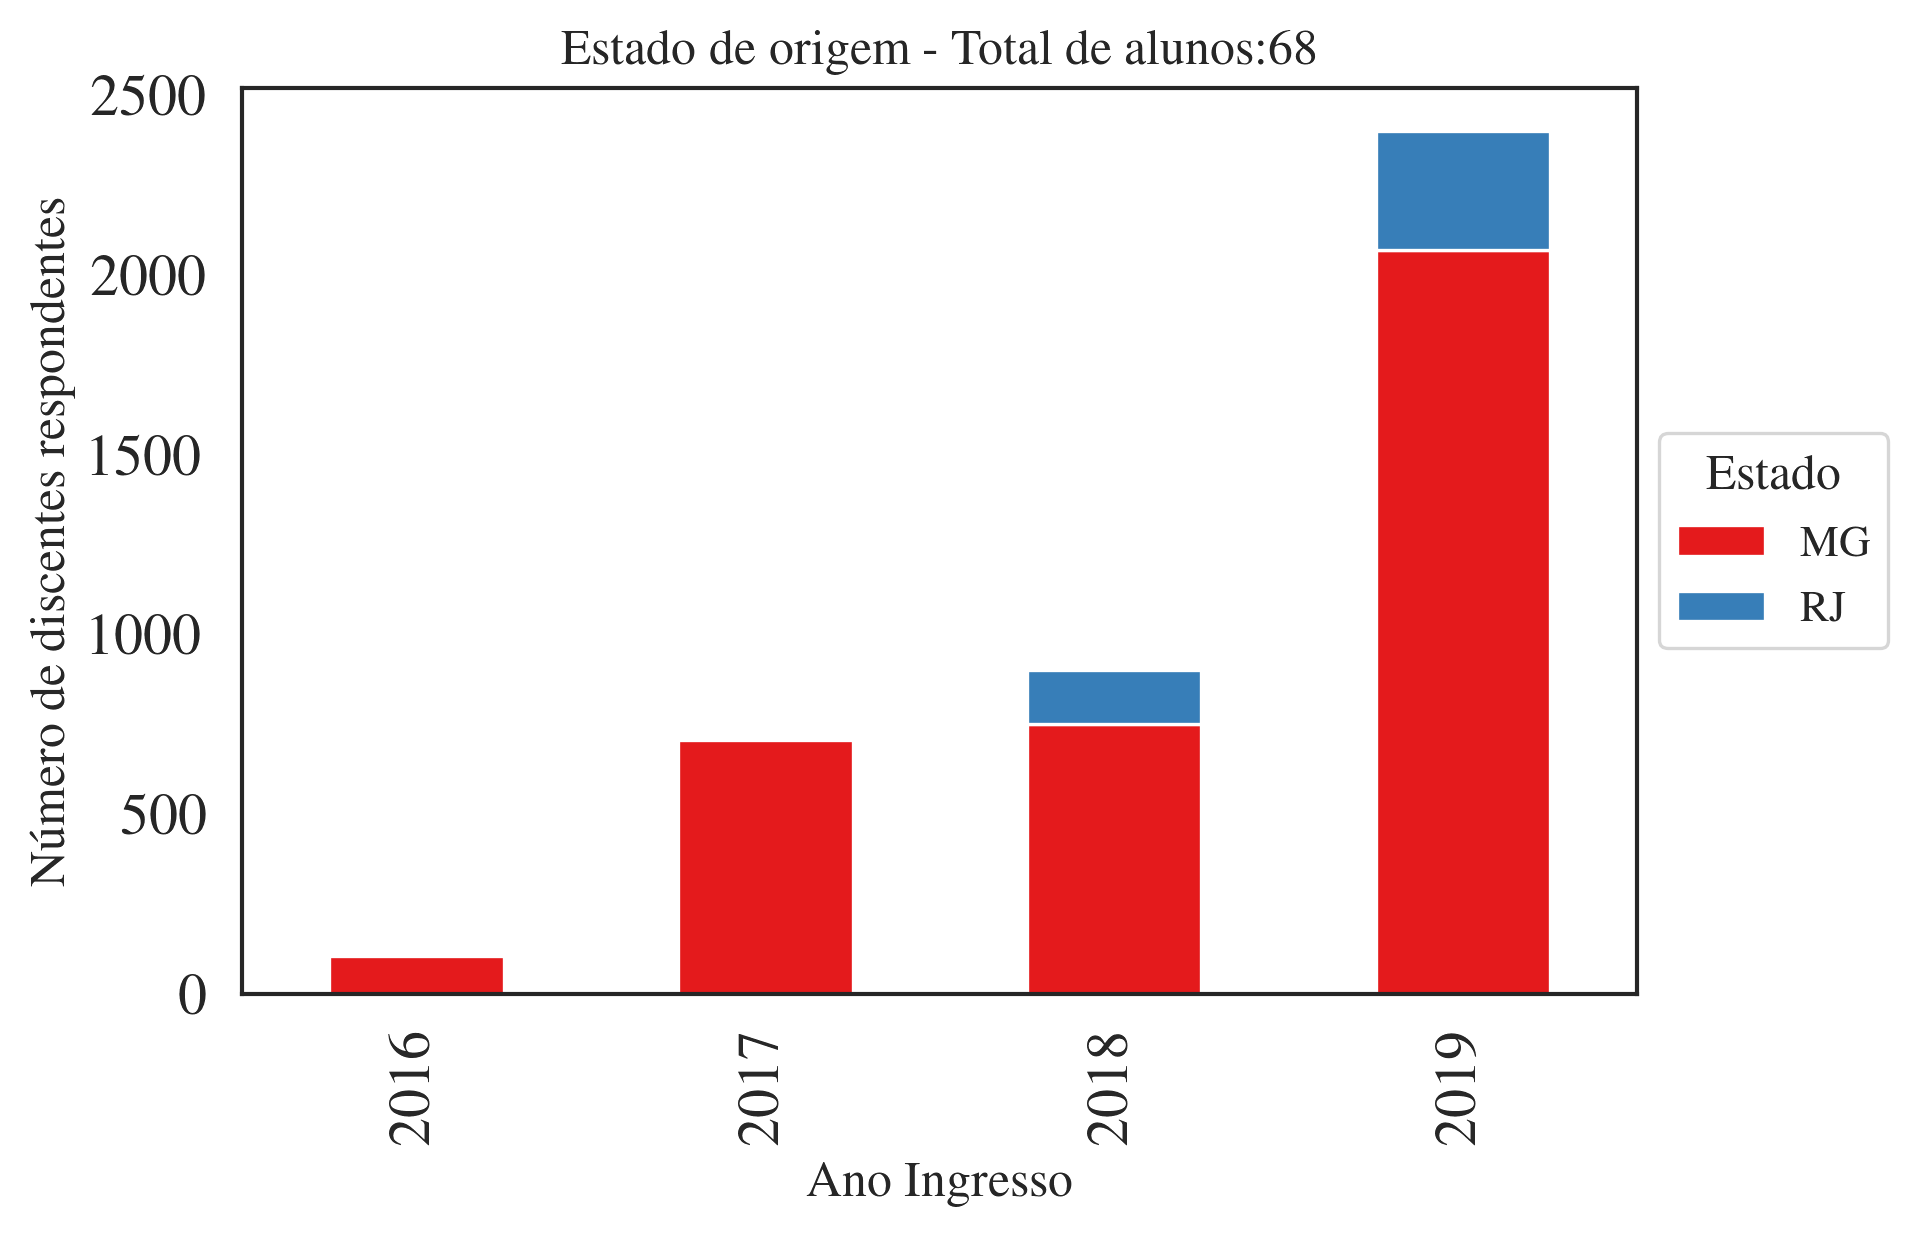 Estado de origem - Total de alunos:68
Número de discentes respondentes
2500
2000
1500
1000
500
0
2016
2017
2018
2019
Ano Ingresso
Estado
MG
RJ